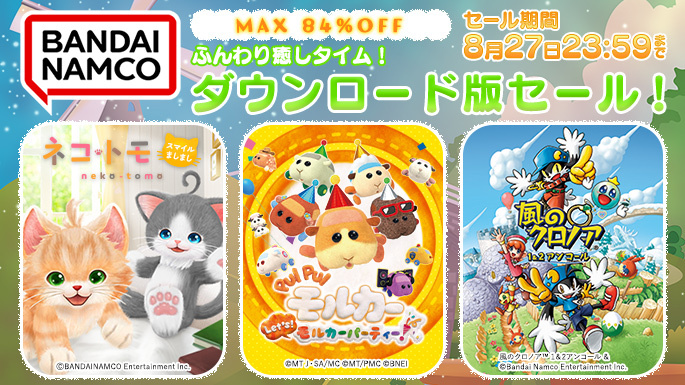 BANDAI
NAMCO
MAX 84%OFF
セール期間
8月27日23:59まで
ふんわり癒しタイム！
ダウンロード版セール！
ネコ・トモ
スマイル
ましまし
neko-tomo
PUI PUI
モルカー
Let's!
モルカーパーティー！
風の
クロノア
1&2アンコール
©BANDAI NAMCO Entertainment Inc.
©MTJ・SA/MC ©MT/PMC ©BNEI
風のクロノア™ 1&2アンコール &
©Bandai Namco Entertainment Inc.